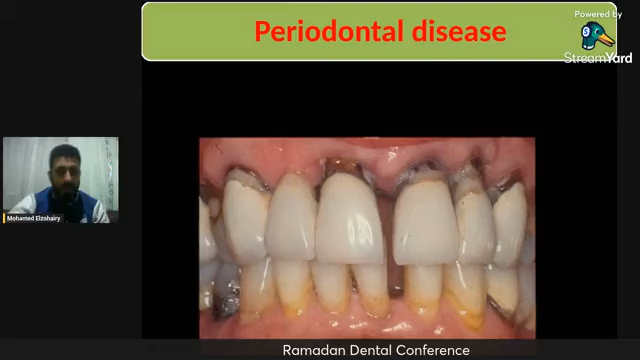 Periodontal disease
Powered by
StreamYard
Mohamed Elzohairy
Ramadan Dental Conference